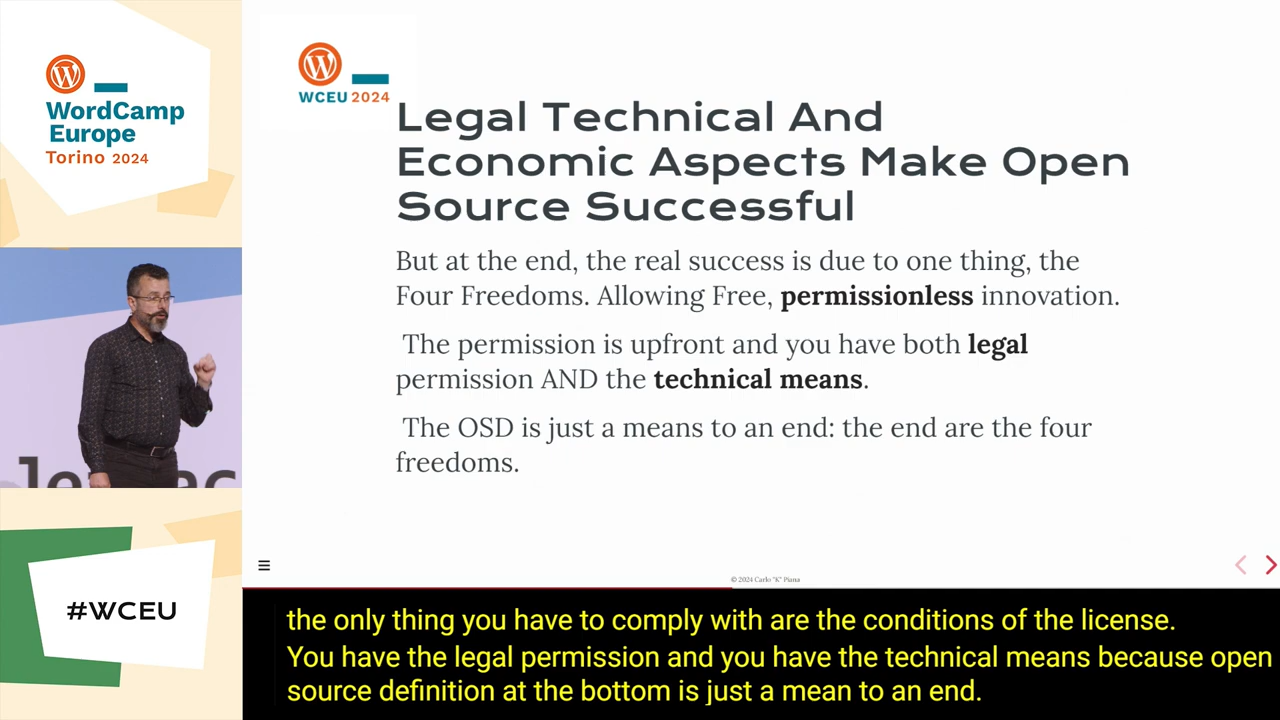 WordCamp
Europe
Torino 2024
WCEU 2024
Legal Technical And
Economic Aspects Make Open
Source Successful
But at the end, the real success is due to one thing, the
Four Freedoms. Allowing Free, permissionless innovation.
The permission is upfront and you have both legal
permission AND the technical means.
The OSD is just a means to an end: the end are the four
freedoms.
© 2024 Carlo "K" Piana
#WCEU
the only thing you have to comply with are the conditions of the license.
You have the legal permission and you have the technical means because open
source definition at the bottom is just a mean to an end.